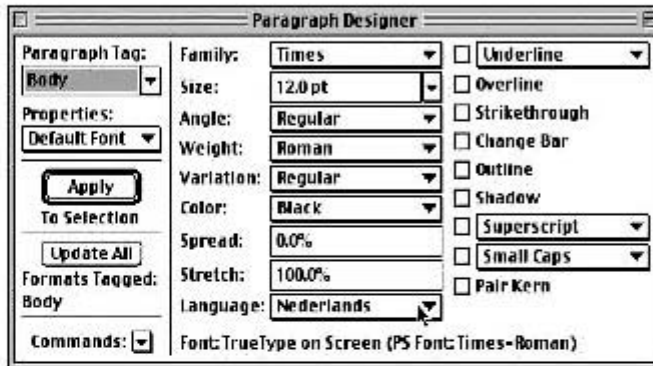 Paragraph Designer
Paragraph Tag:
Body
Properties:
Default Font
Apply
To Selection
Update All
Formats Tagged:
Body
Commands:
Family: Times
Size: 12.0 pt
Angle: Regular
Weight: Roman
Variation: Regular
Color: Black
Spread: 0.0%
Stretch: 100.0%
Language: Nederlands
Underline
Overline
Strikethrough
Change Bar
Outline
Shadow
Superscript
Small Caps
Pair Kern
Font: TrueType on Screen (PS Font: Times-Roman)